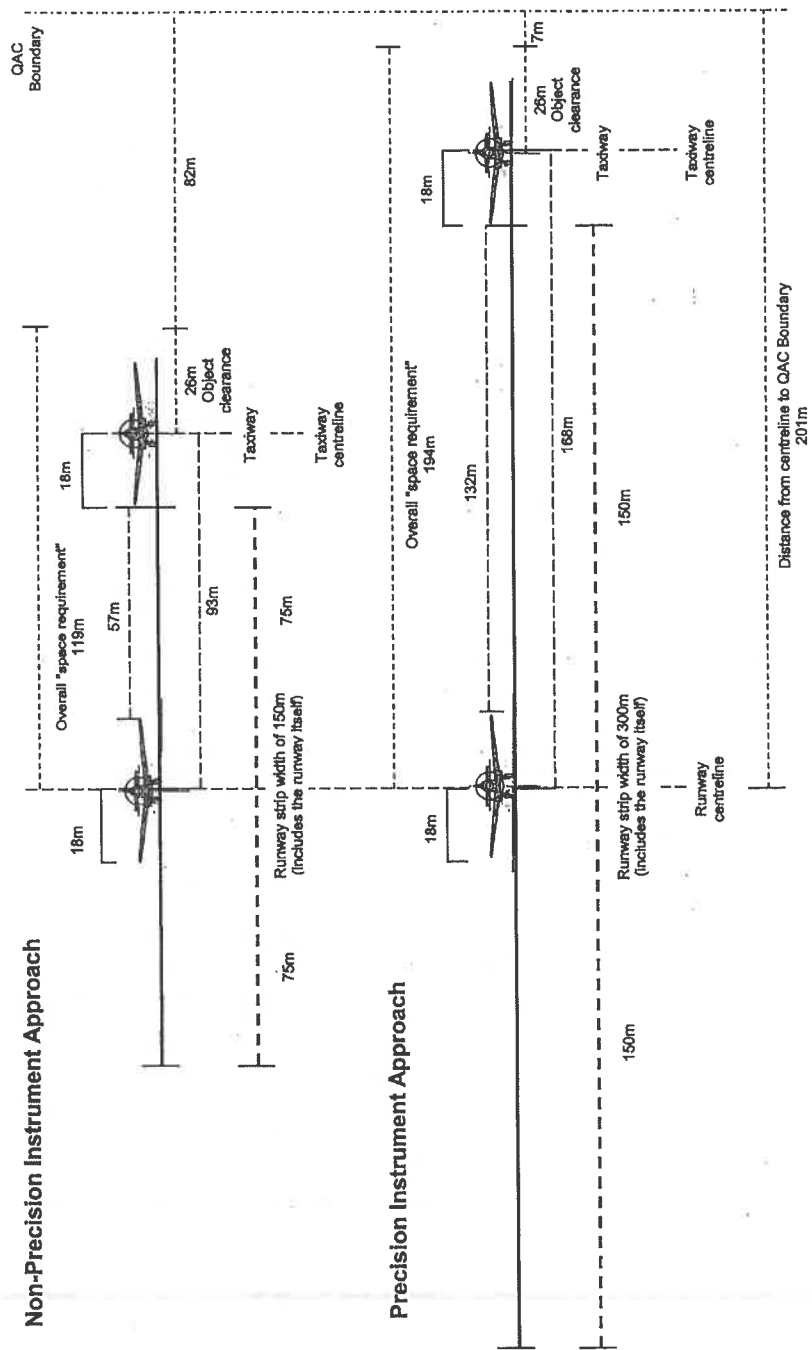 Non-Precision Instrument Approach
QAC
Boundary
Overall "space requirement"
119m
18m
18m
57m
82m
26m
Object
clearance
93m
Taxiway
Taxiway
centreline
75m
Runway strip width of 150m
(includes the runway itself)
75m
Precision Instrument Approach
Overall "space requirement"
194m
18m
18m
132m
7m
26m
Object
clearance
168m
Taxiway
Taxiway
centreline
150m
Runway strip width of 300m
(includes the runway itself)
150m
Runway
centreline
Distance from centreline to QAC Boundary
201m